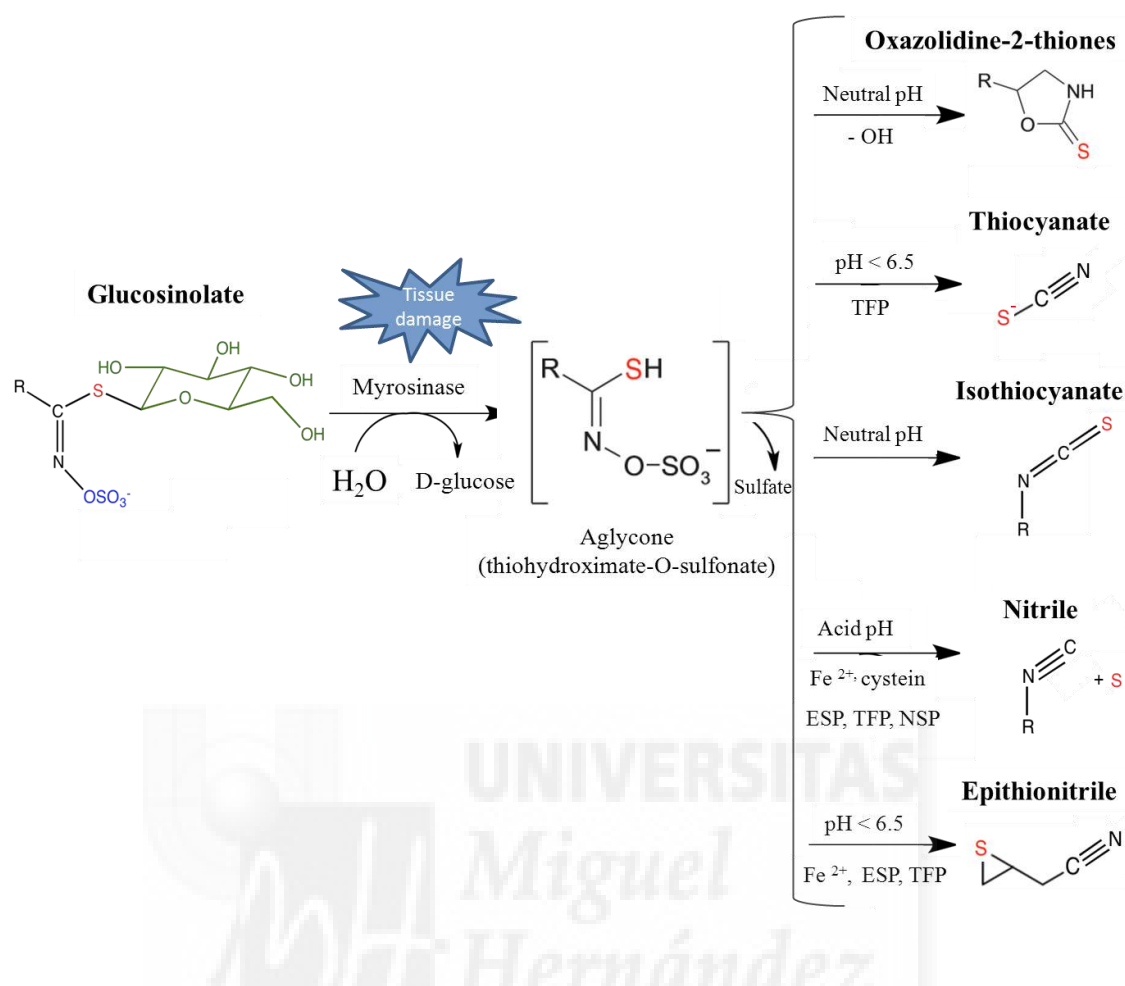 Oxazolidine-2-thiones
Neutral pH
- OH
R
NH
O
S
Thiocyanate
pH < 6.5
TFP
N
C
S-
Glucosinolate
Tissue
damage
Myrosinase
H₂O
D-glucose
R
S
C
N
OSO₃⁻
HO
OH
OH
O
OH
R
SH
N
O–SO₃⁻
Sulfate
Aglycone
(thiohydroximate-O-sulfonate)
Isothiocyanate
Neutral pH
S
C
N
R
Nitrile
Acid pH
Fe ²⁺, cystein
ESP, TFP, NSP
C
N
R
+ S
Epithionitrile
pH < 6.5
Fe ²⁺, ESP, TFP
S
N
C
UNIVERSITAS
Miguel
Hernández